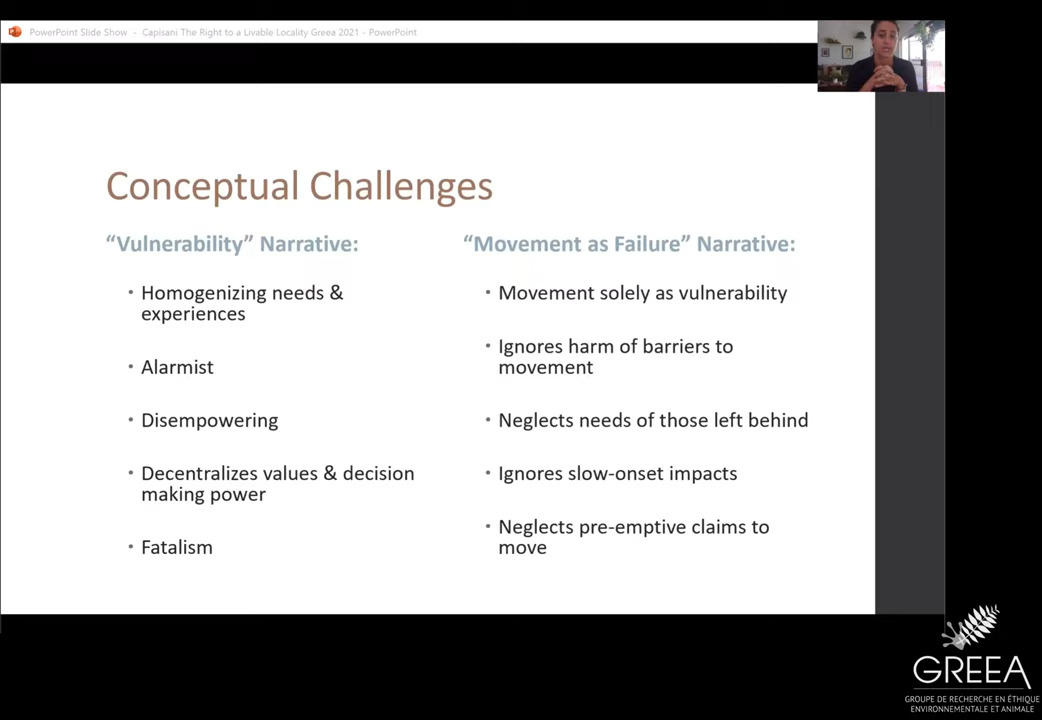 PowerPoint Slide Show - Capisani The Right to a Livable Locality Greea 2021 - PowerPoint
Conceptual Challenges
“Vulnerability” Narrative:
• Homogenizing needs &
experiences
• Alarmist
• Disempowering
• Decentralizes values & decision
making power
• Fatalism
“Movement as Failure” Narrative:
• Movement solely as vulnerability
• Ignores harm of barriers to
movement
• Neglects needs of those left behind
• Ignores slow-onset impacts
• Neglects pre-emptive claims to
move
GREEA
GROUPE DE RECHERCHE EN ÉTHIQUE
ENVIRONNEMENTALE ET ANIMALE